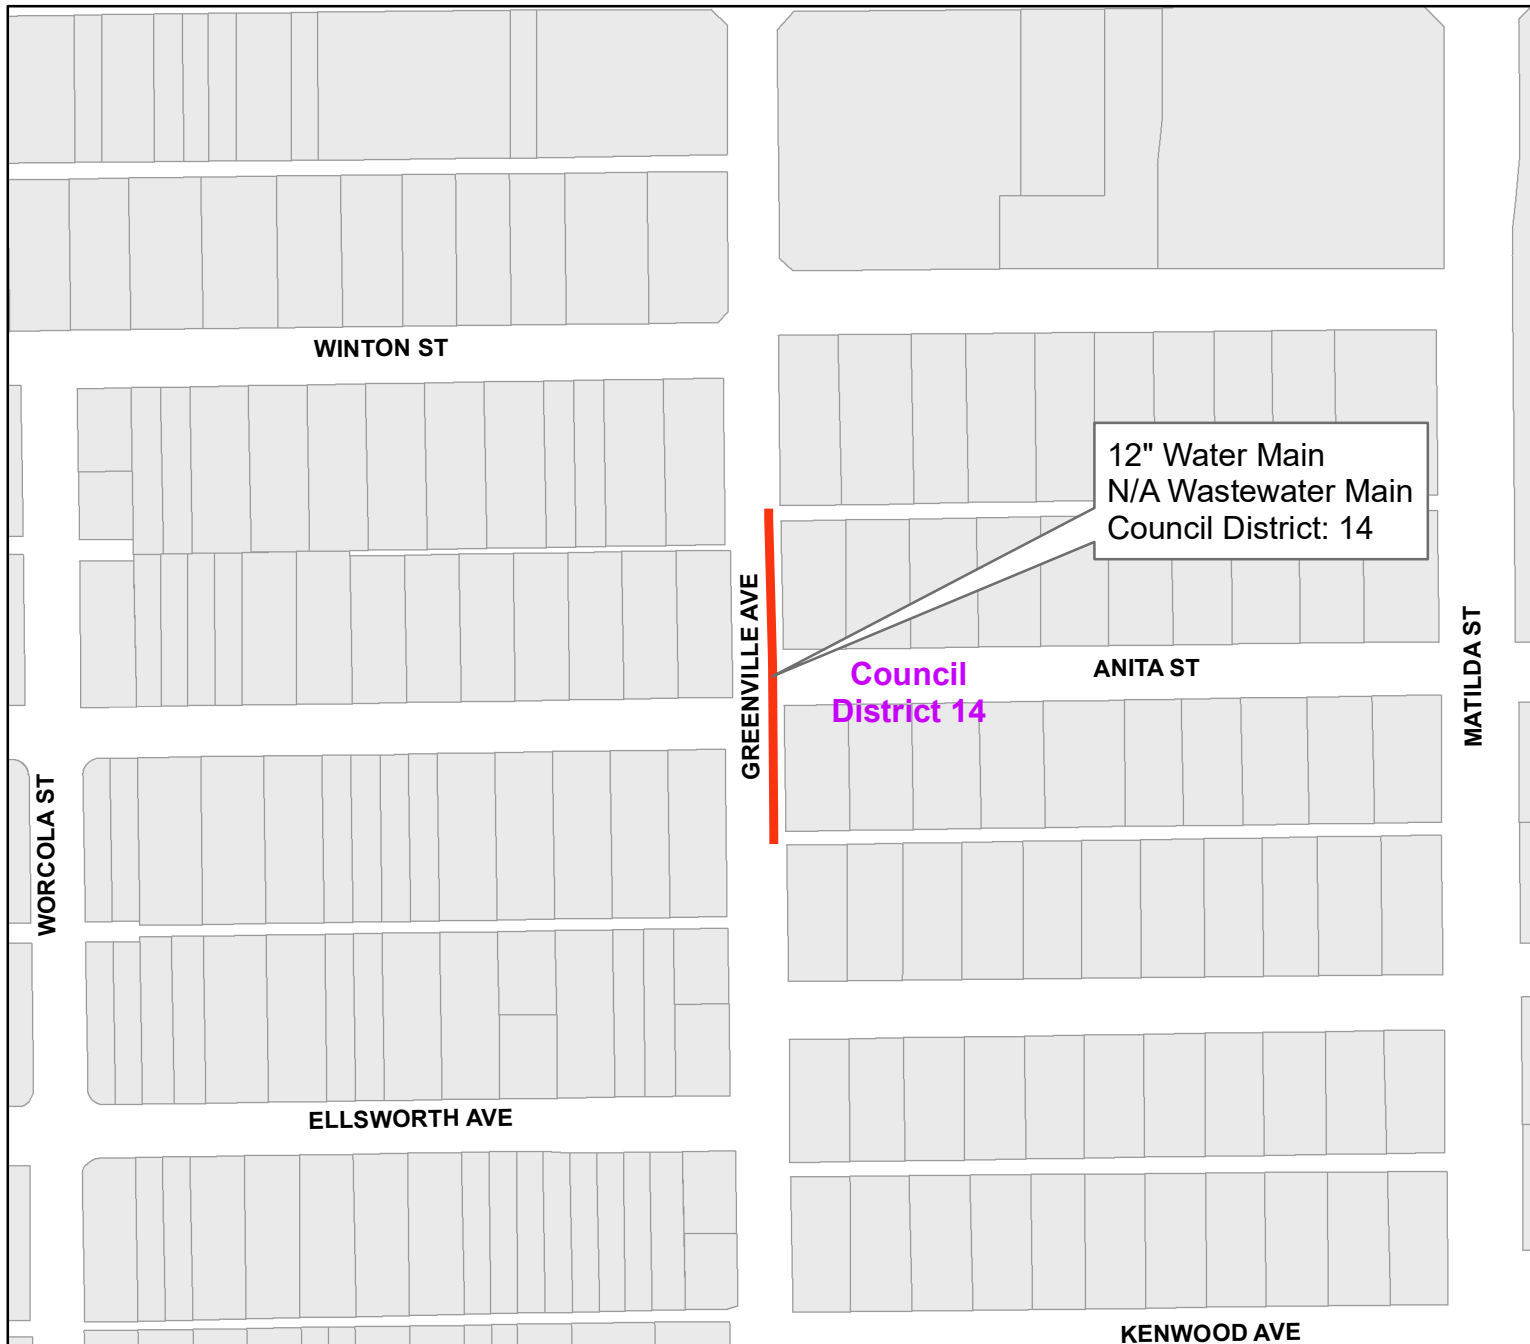 WINTON ST
12" Water Main
N/A Wastewater Main
Council District: 14
GREENVILLE AVE
Council
District 14
ANITA ST
MATILDA ST
WORCOLA ST
ELLSWORTH AVE
KENWOOD AVE